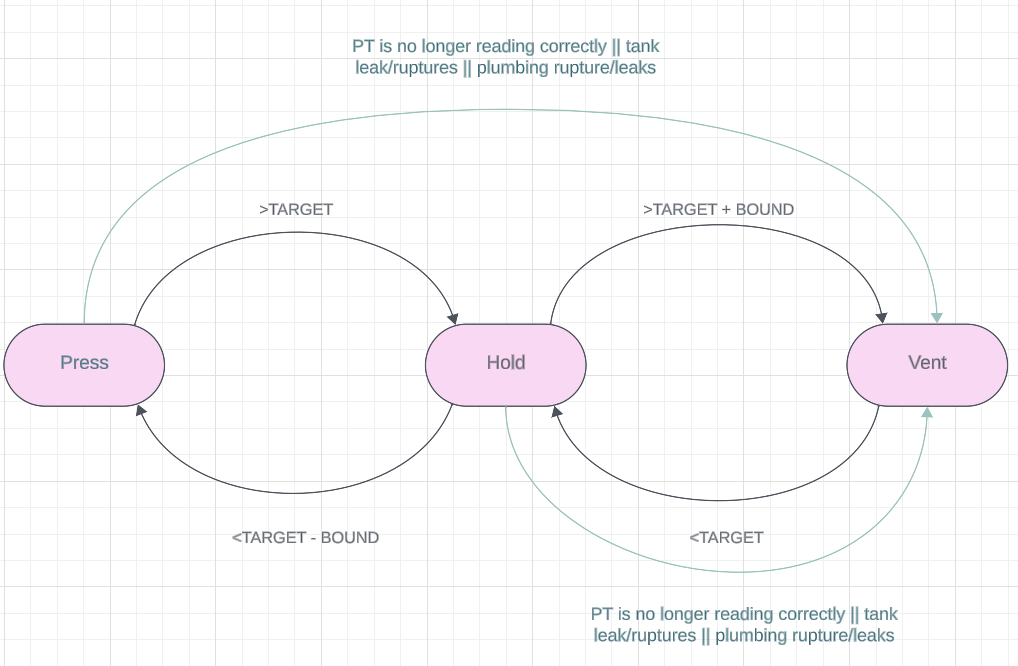 PT is no longer reading correctly || tank
leak/ruptures || plumbing rupture/leaks
>TARGET
>TARGET + BOUND
Press
Hold
Vent
<TARGET - BOUND
<TARGET
PT is no longer reading correctly || tank
leak/ruptures || plumbing rupture/leaks